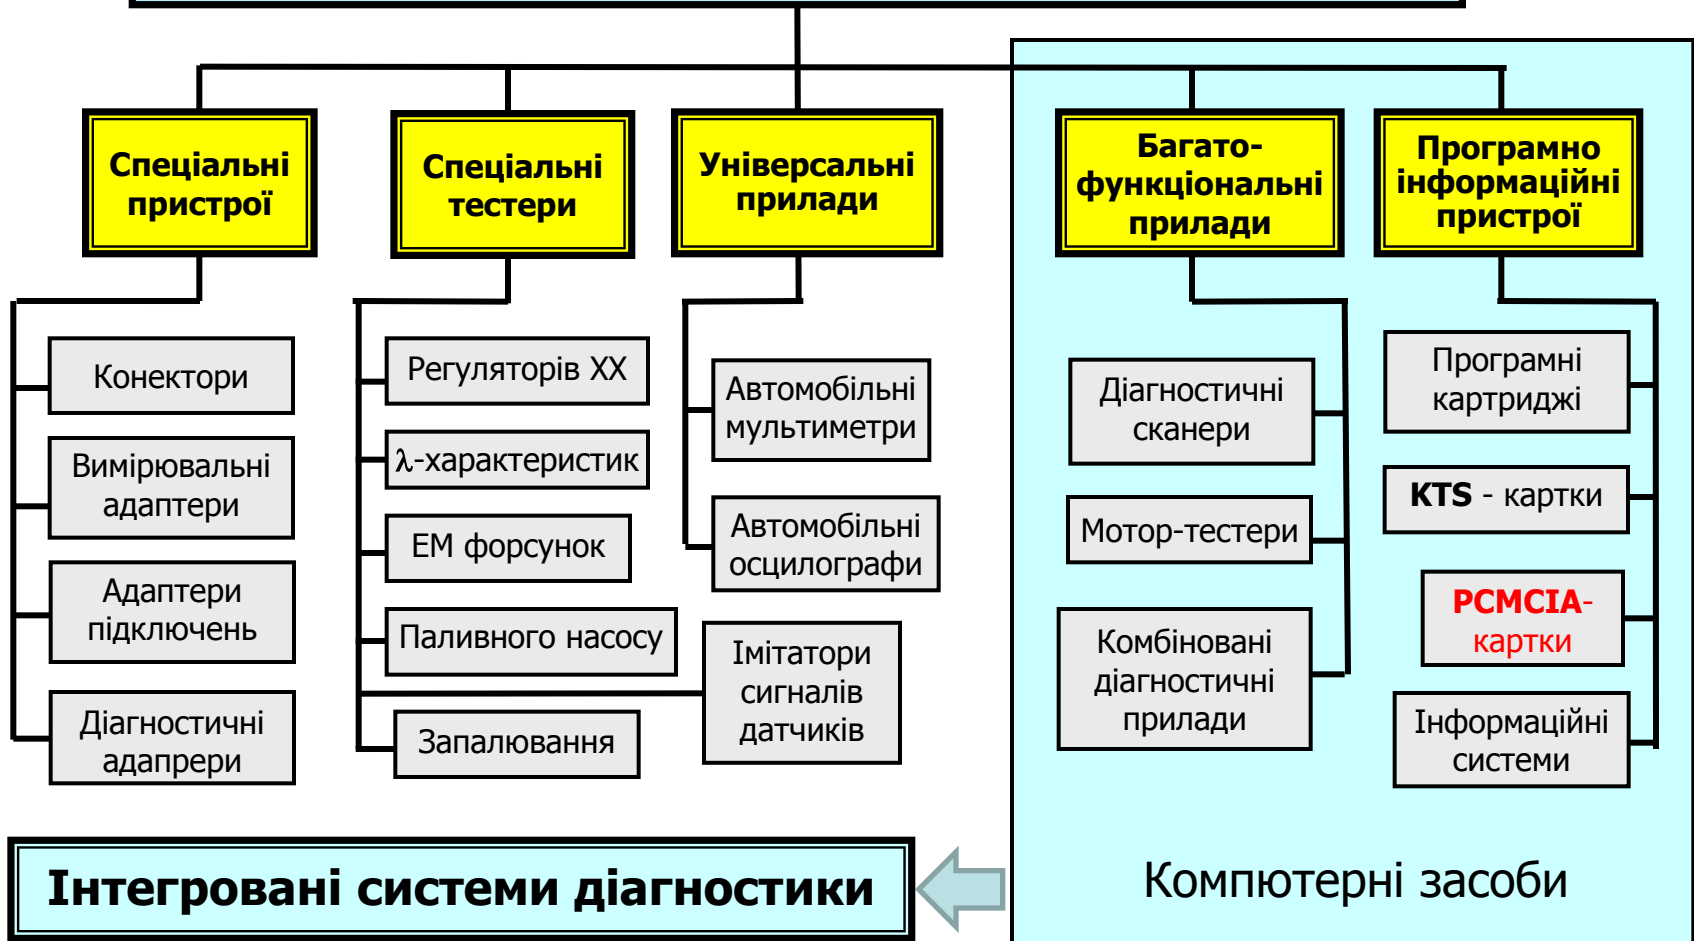 Спеціальні
пристрої
Спеціальні
тестери
Універсальні
прилади
Багато-
функціональні
прилади
Програмно
інформаційні
пристрої
Конектори
Вимірювальні
адаптери
Адаптери
підключень
Діагностичні
адапрери
Регуляторів ХХ
λ-характеристик
ЕМ форсунок
Паливного насосу
Запалювання
Імітатори
сигналів
датчиків
Автомобільні
мультиметри
Автомобільні
осцилографи
Діагностичні
сканери
Мотор-тестери
Комбіновані
діагностичні
прилади
Програмні
картриджі
KTS - картки
PCMCIA-
картки
Інформаційні
системи
Інтегровані системи діагностики
Компютерні засоби